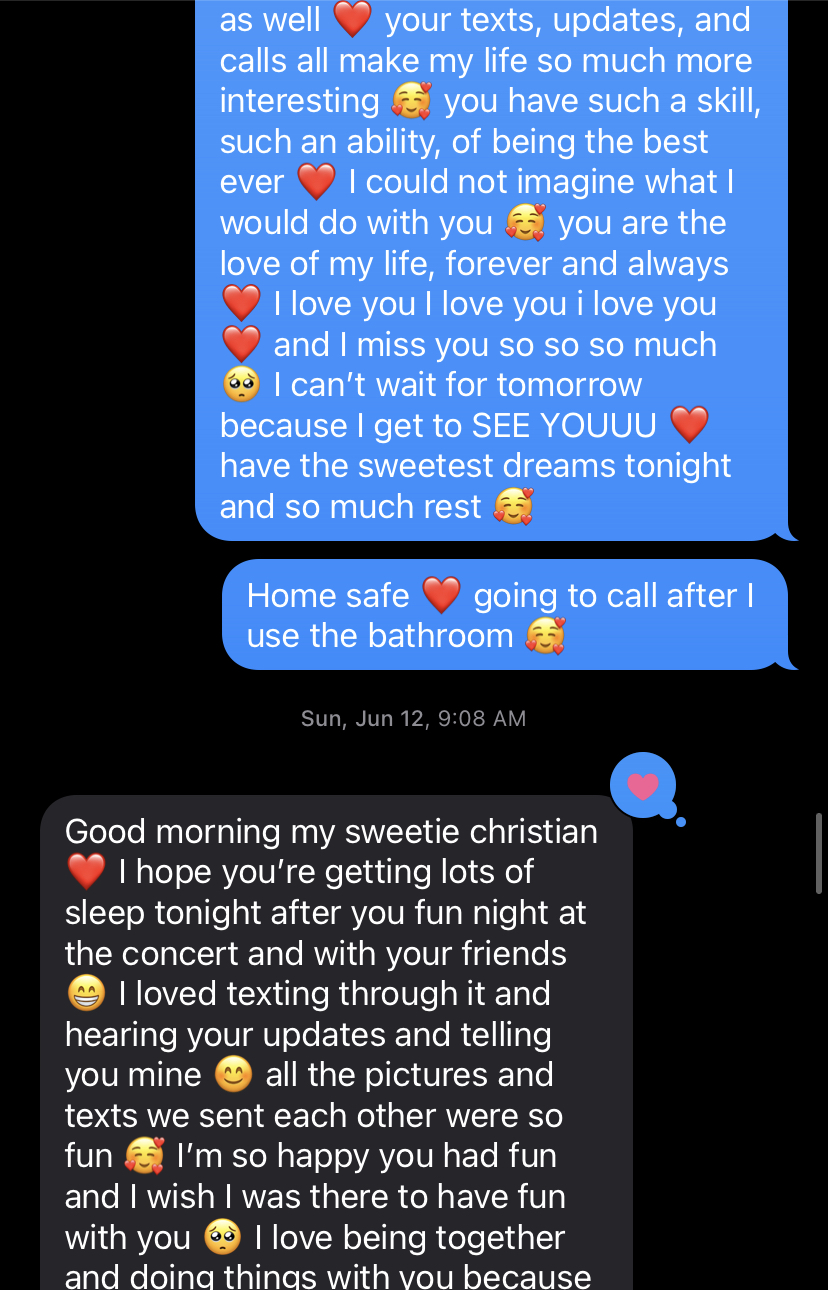 as well ❤️ your texts, updates, and
calls all make my life so much more
interesting 🥰 you have such a skill,
such an ability, of being the best
ever ❤️ I could not imagine what I
would do with you 🥰 you are the
love of my life, forever and always
❤️ I love you I love you i love you
❤️ and I miss you so so so much
🥺 I can't wait for tomorrow
because I get to SEE YOUUU ❤️
have the sweetest dreams tonight
and so much rest 🥰
Home safe ❤️ going to call after I
use the bathroom 🥰
Sun, Jun 12, 9:08 AM
Good morning my sweetie christian
❤️ I hope you're getting lots of
sleep tonight after you fun night at
the concert and with your friends
😁 I loved texting through it and
hearing your updates and telling
you mine 😊 all the pictures and
texts we sent each other were so
fun 🥰 I'm so happy you had fun
and I wish I was there to have fun
with you 🥺 I love being together
and doing things with you because